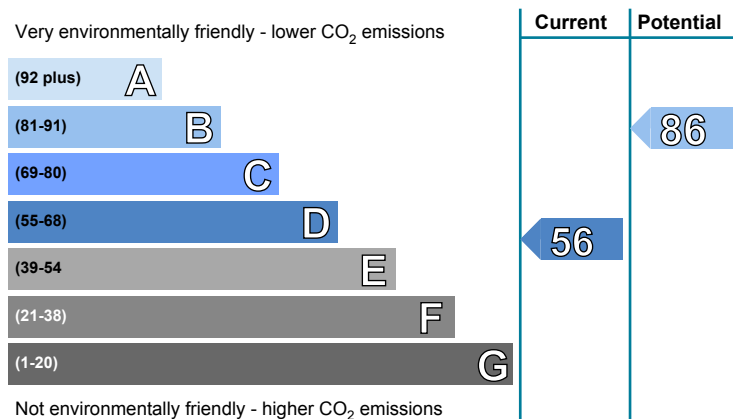 Very environmentally friendly - lower CO2 emissions
Current
Potential
(92 plus) A
(81-91) B
86
(69-80) C
(55-68) D
56
(39-54 E
(21-38) F
(1-20) G
Not environmentally friendly - higher CO2 emissions